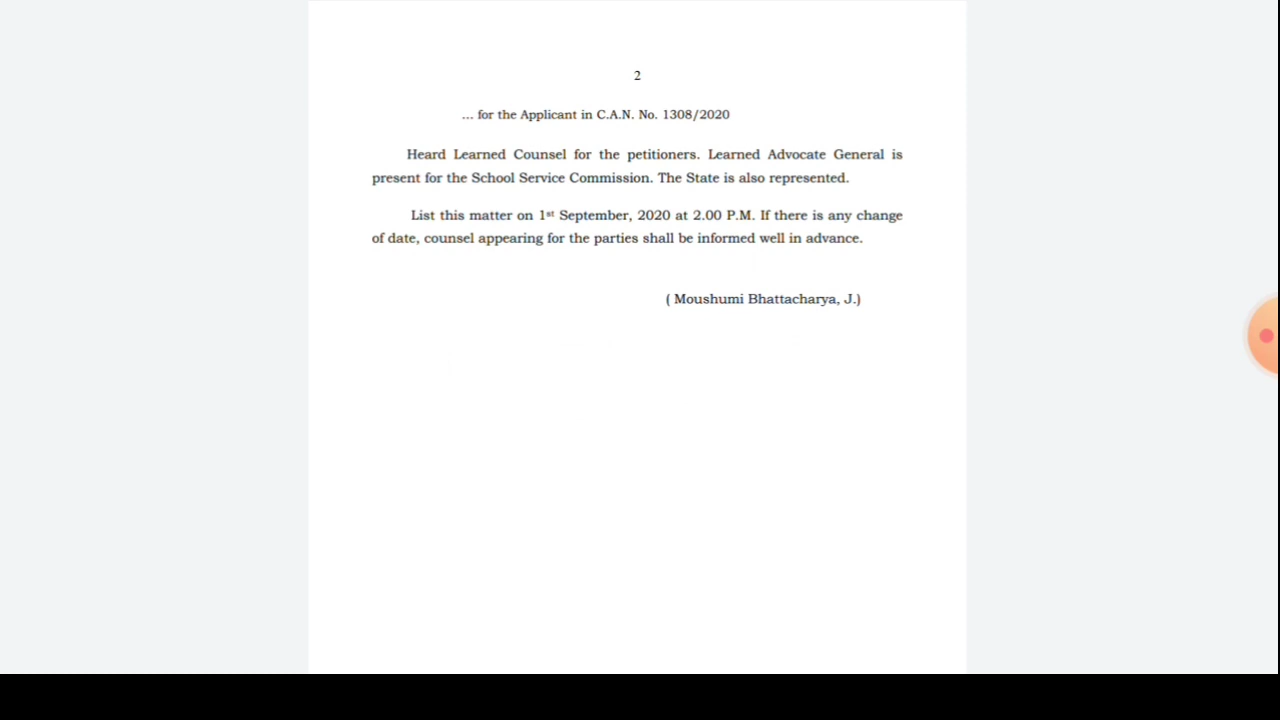 2
... for the Applicant in C.A.N. No. 1308/2020
Heard Learned Counsel for the petitioners. Learned Advocate General is
present for the School Service Commission. The State is also represented.
List this matter on 1st September, 2020 at 2.00 P.M. If there is any change
of date, counsel appearing for the parties shall be informed well in advance.
( Moushumi Bhattacharya, J.)